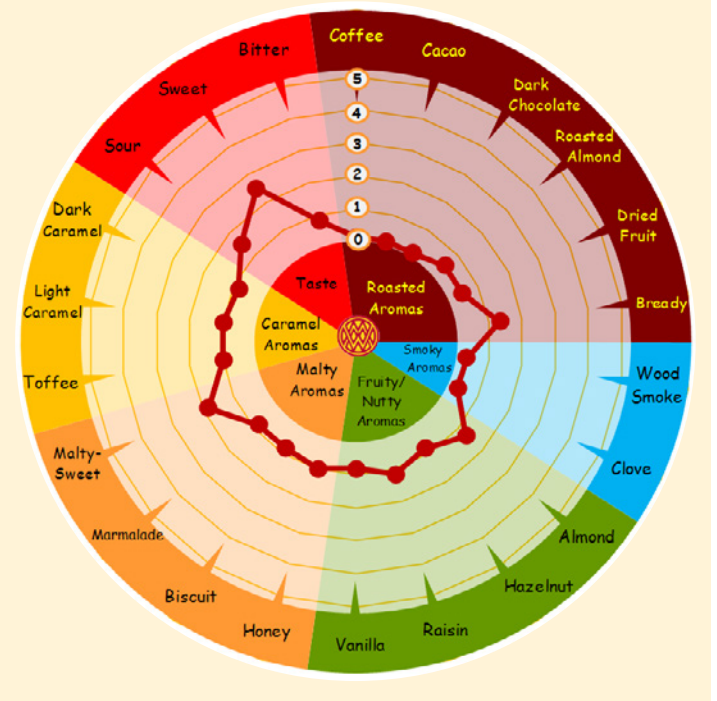 Coffee
Cacao
Dark
Chocolate
Roasted
Almond
Dried
Fruit
Bready
Wood
Smoke
Clove
Almond
Hazelnut
Raisin
Vanilla
Honey
Biscuit
Marmalade
Malty-
Sweet
Toffee
Light
Caramel
Dark
Caramel
Sour
Sweet
Bitter
5
4
3
2
1
0
Taste
Roasted
Aromas
Caramel
Aromas
Smoky
Aromas
Malty
Aromas
Fruity/
Nutty
Aromas